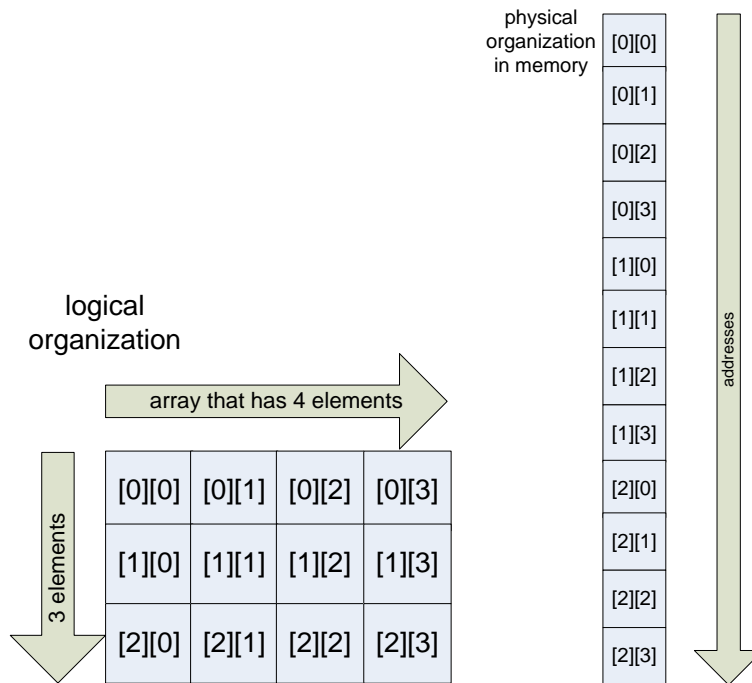 physical
organization
in memory
[0][0]
[0][1]
[0][2]
[0][3]
[1][0]
[1][1]
[1][2]
[1][3]
[2][0]
[2][1]
[2][2]
[2][3]
addresses
logical
organization
array that has 4 elements
3 elements
[0][0] [0][1] [0][2] [0][3]
[1][0] [1][1] [1][2] [1][3]
[2][0] [2][1] [2][2] [2][3]